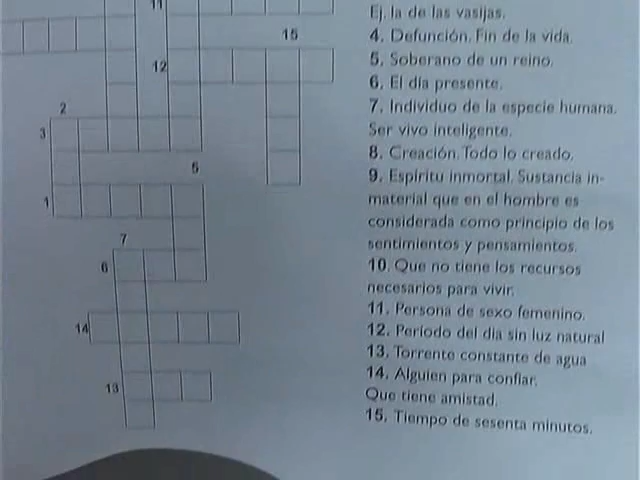 11
15
12
2
3
5
1
7
6
14
13
Ej. la de las vasijas.
4. Defunción. Fin de la vida.
5. Soberano de un reino.
6. El día presente.
7. Individuo de la especie humana.
Ser vivo inteligente.
8. Creación. Todo lo creado.
9. Espíritu inmortal. Sustancia in-
material que en el hombre es
considerada como principio de los
sentimientos y pensamientos.
10. Que no tiene los recursos
necesarios para vivir.
11. Persona de sexo femenino.
12. Período del día sin luz natural
13. Torrente constante de agua
14. Alguien para confiar.
Que tiene amistad.
15. Tiempo de sesenta minutos.